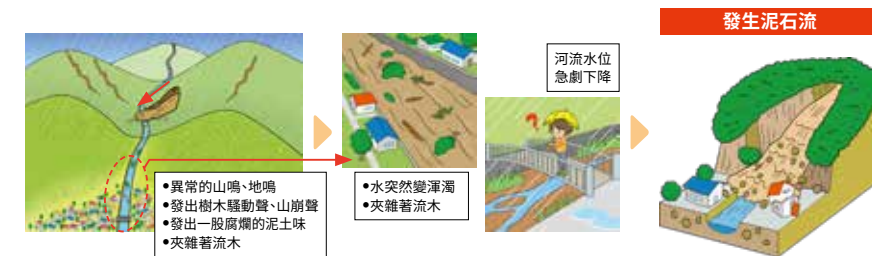 發生泥石流
河流水位
急劇下降
•異常的山鳴、地鳴
•發出樹木騷動聲、山崩聲
•發出一股腐爛的泥土味
•夾雜著流木
•水突然變渾濁
•夾雜著流木
?